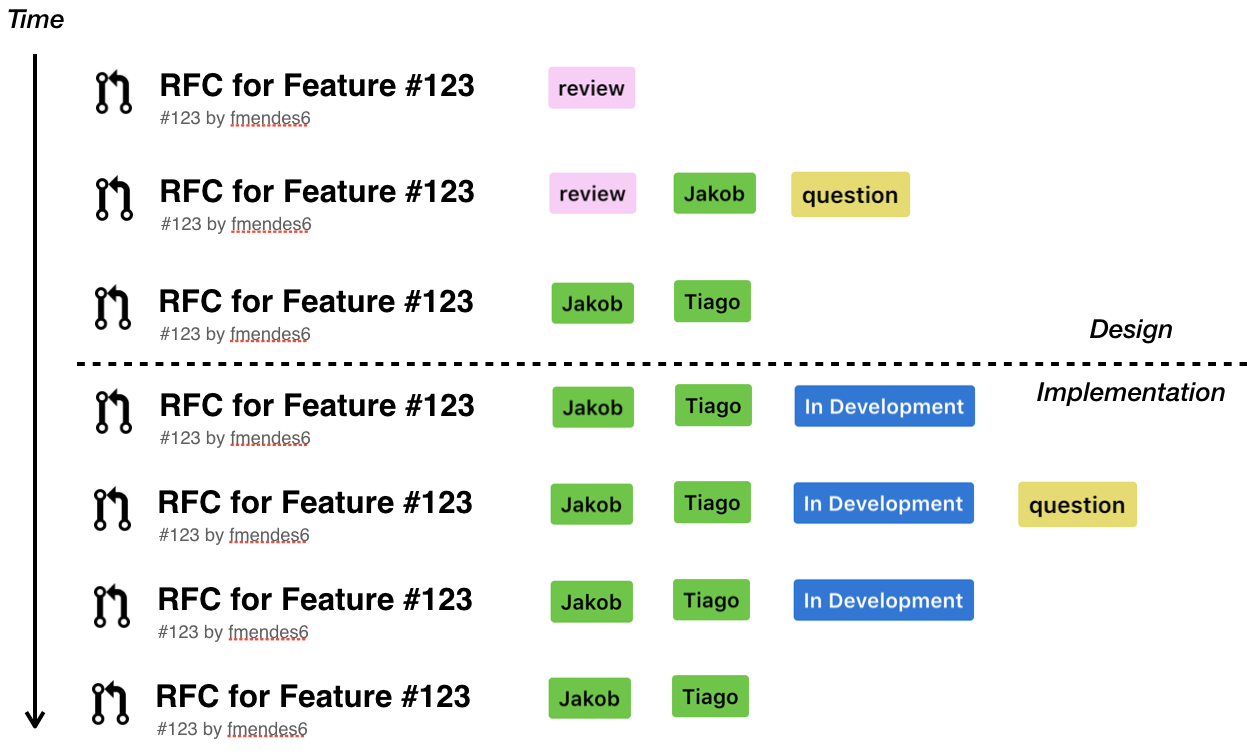 Time
RFC for Feature #123 review
#123 by fmendes6
RFC for Feature #123 review Jakob question
#123 by fmendes6
RFC for Feature #123 Jakob Tiago
#123 by fmendes6
Design
Implementation
RFC for Feature #123 Jakob Tiago In Development
#123 by fmendes6
RFC for Feature #123 Jakob Tiago In Development question
#123 by fmendes6
RFC for Feature #123 Jakob Tiago In Development
#123 by fmendes6
RFC for Feature #123 Jakob Tiago
#123 by fmendes6